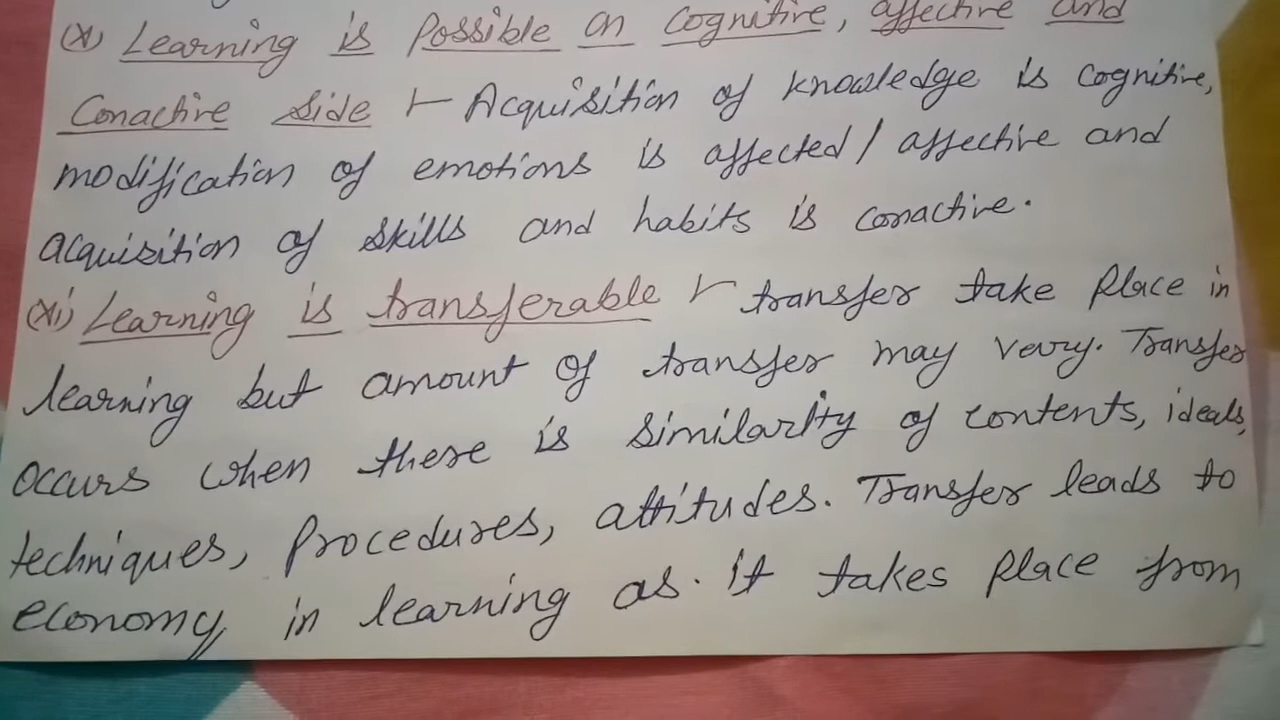 (x) Learning is Possible on Cognitive, affective and
Conactive side :- Acquisition of knowledge is cognitive,
modification of emotions is affected / affective and
acquisition of skills and habits is conactive.
(xi) Learning is transferable :- transfer take place in
learning but amount of transfer may vary. Transfer
occurs when there is similarity of contents, ideals,
techniques, Procedures, attitudes. Transfer leads to
economy in learning as. it takes place from